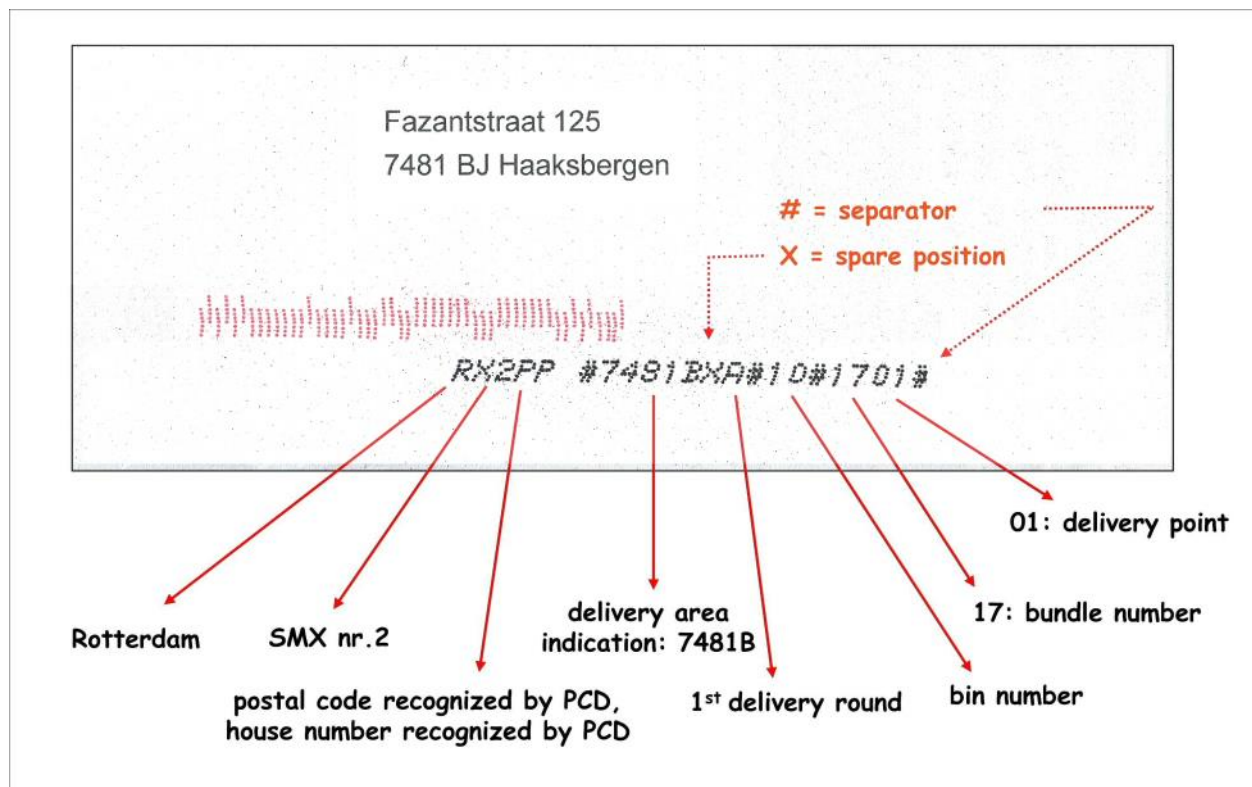 Fazantstraat 125
7481 BJ Haaksbergen
# = separator
X = spare position
RX2PP #7481BXA#10#1701#
01: delivery point
17: bundle number
bin number
1st delivery round
delivery area
indication: 7481B
postal code recognized by PCD,
house number recognized by PCD
SMX nr.2
Rotterdam